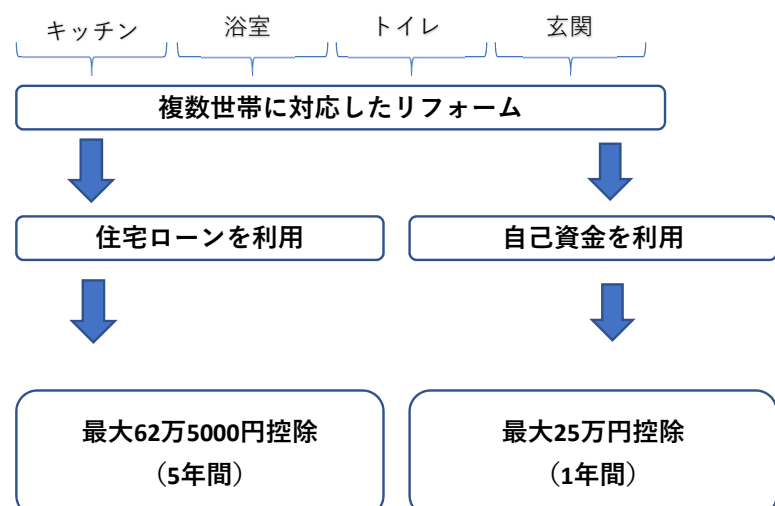 キッチン
浴室
トイレ
玄関
複数世帯に対応したリフォーム
住宅ローンを利用
自己資金を利用
最大62万5000円控除
（5年間）
最大25万円控除
（1年間）